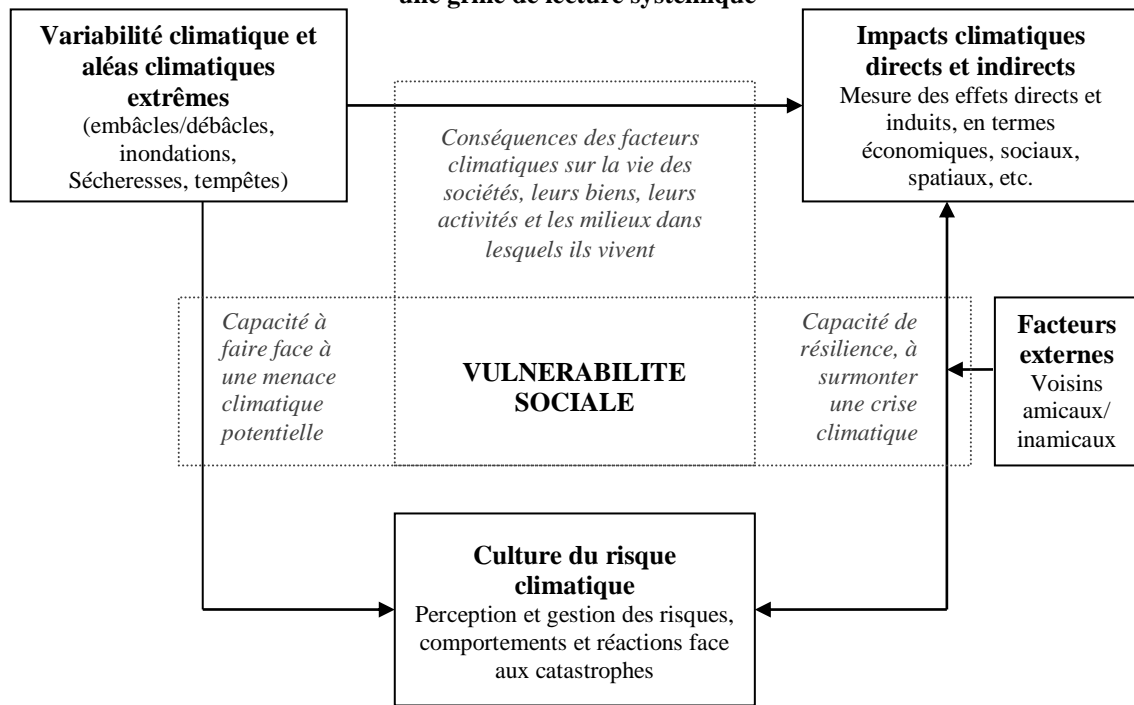 une grille de lecture systémique
Variabilité climatique et
aléas climatiques
extrêmes
(embâcles/débâcles,
inondations,
Sécheresses, tempêtes)
Impacts climatiques
directs et indirects
Mesure des effets directs et
induits, en termes
économiques, sociaux,
spatiaux, etc.
Conséquences des facteurs
climatiques sur la vie des
sociétés, leurs biens, leurs
activités et les milieux dans
lesquels ils vivent
Capacité à
faire face à
une menace
climatique
potentielle
VULNERABILITE
SOCIALE
Capacité de
résilience, à
surmonter
une crise
climatique
Facteurs
externes
Voisins
amicaux/
inamicaux
Culture du risque
climatique
Perception et gestion des risques,
comportements et réactions face
aux catastrophes